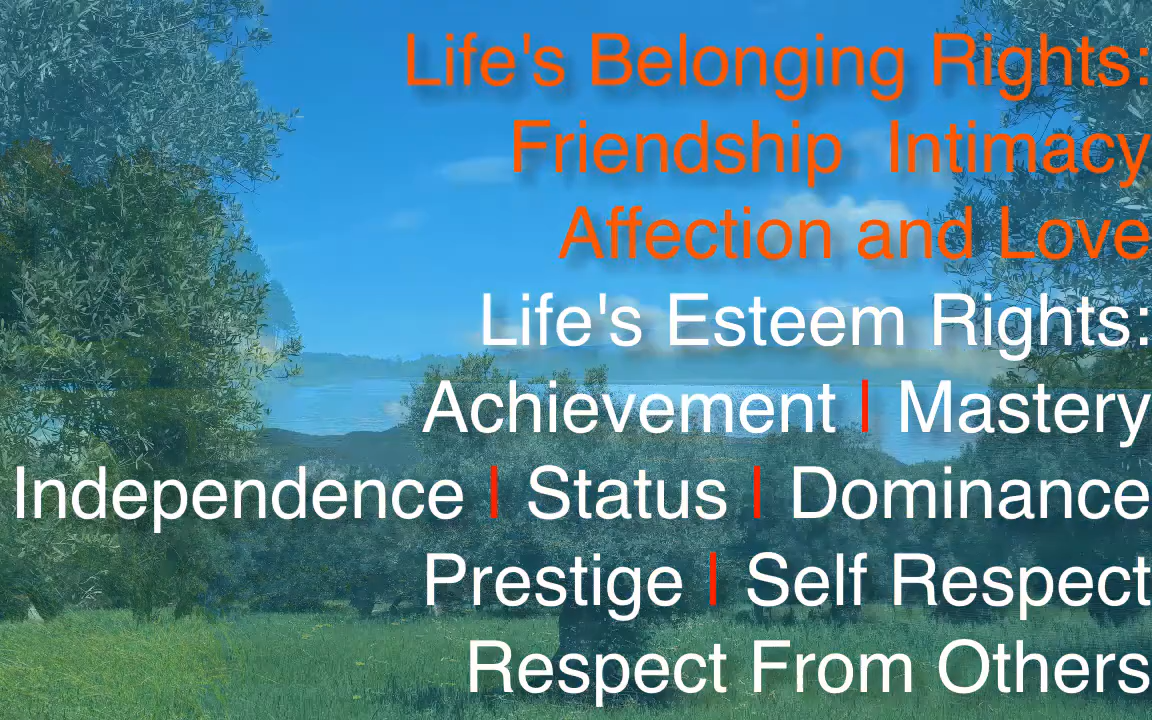 Life's Belonging Rights:
Friendship  Intimacy
Affection and Love
Life's Esteem Rights:
Achievement | Mastery
Independence | Status | Dominance
Prestige | Self Respect
Respect From Others